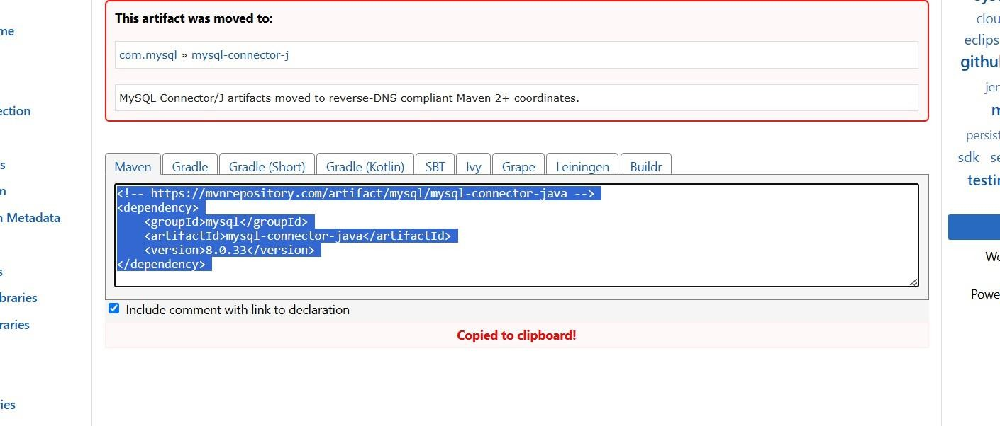 This artifact was moved to:
com.mysql » mysql-connector-j
MySQL Connector/J artifacts moved to reverse-DNS compliant Maven 2+ coordinates.
Maven
Gradle
Gradle (Short)
Gradle (Kotlin)
SBT
Ivy
Grape
Leiningen
Buildr
<!-- https://mvnrepository.com/artifact/mysql/mysql-connector-java -->
<dependency>
    <groupId>mysql</groupId>
    <artifactId>mysql-connector-java</artifactId>
    <version>8.0.33</version>
</dependency>
Include comment with link to declaration
Copied to clipboard!
me
ection
s
m
n Metadata
s
braries
raries
ies
clou
eclips
githu
jer
persist
sdk se
testin
We
Powe